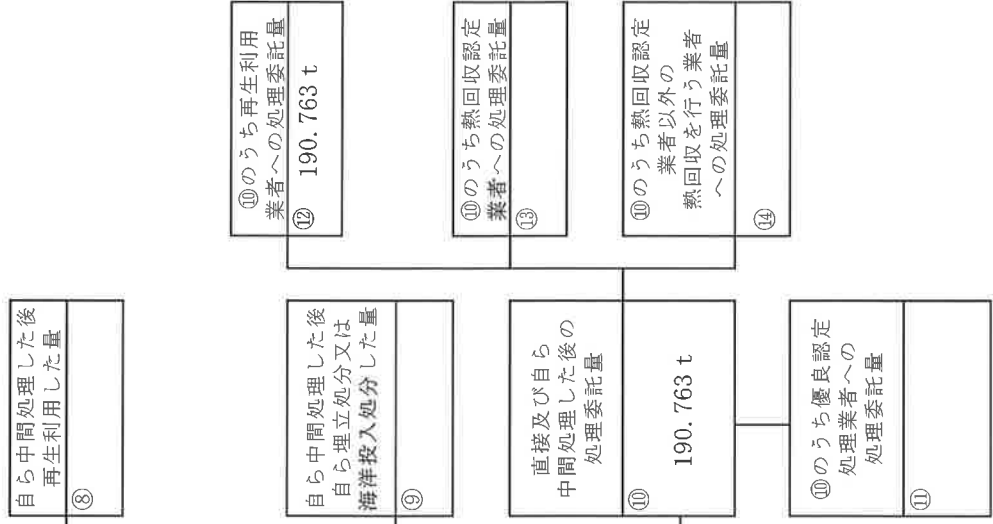 自ら中間処理した後
再生利用した量
⑧
自ら中間処理した後
自ら埋立処分又は
海洋投入処分した量
⑨
直接及び自ら
中間処理した後の
処理委託量
⑩
190.763 t
⑩のうち優良認定
処理業者への
処理委託量
⑪
⑩のうち再生利用
業者への処理委託量
⑫
190.763 t
⑩のうち熱回収認定
業者への処理委託量
⑬
⑩のうち熱回収認定
業者以外の
熱回収を行う業者
への処理委託量
⑭